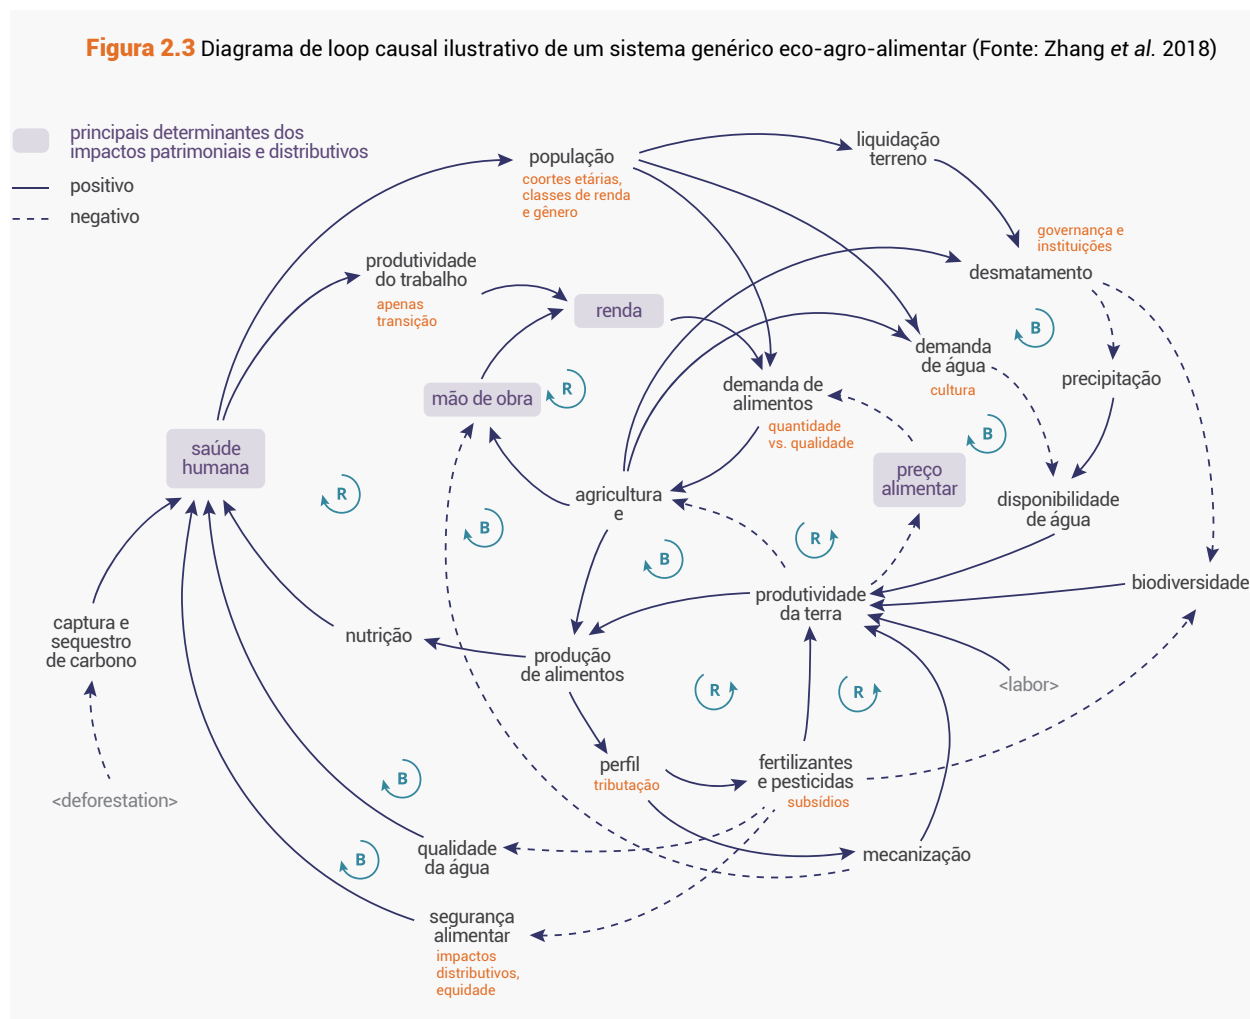 Figura 2.3 Diagrama de loop causal ilustrativo de um sistema genérico eco-agro-alimentar (Fonte: Zhang et al. 2018)
principais determinantes dos
impactos patrimoniais e distributivos
positivo
negativo
população
coortes etárias,
classes de renda
e gênero
liquidação
terreno
governança e
instituições
desmatamento
produtividade
do trabalho
apenas
transição
renda
B
demanda
de água
cultura
precipitação
mão de obra
R
demanda de
alimentos
quantidade
vs. qualidade
B
saúde
humana
preço
alimentar
R
agricultura
e
disponibilidade
de água
B
B
R
produtividade
da terra
biodiversidade
captura e
sequestro
de carbono
nutrição
produção
de alimentos
<labor>
R
R
perfil
tributação
fertilizantes
e pesticidas
subsídios
<deforestation>
B
qualidade
da água
mecanização
B
segurança
alimentar
impactos
distributivos,
equidade